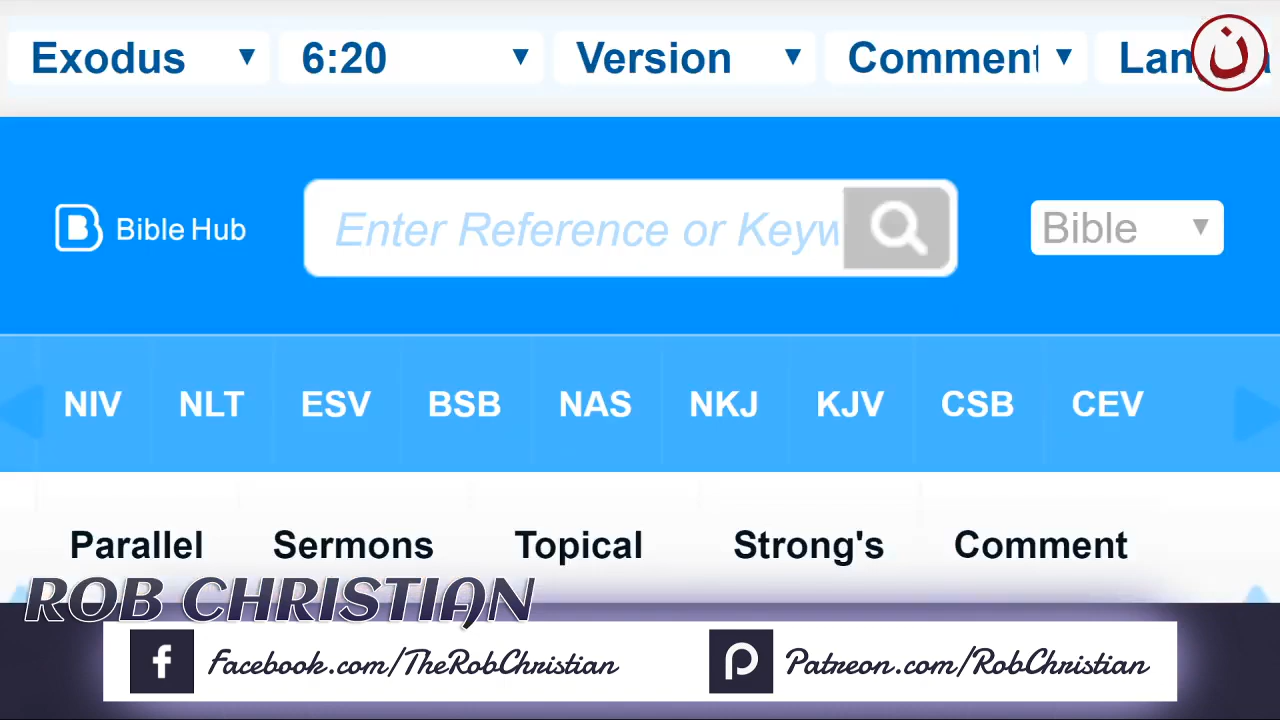 Exodus 6:20 Version Comment Lan
ن
Bible Hub Enter Reference or Keyw Bible
NIV NLT ESV BSB NAS NKJ KJV CSB CEV
Parallel Sermons Topical Strong's Comment
ROB CHRISTIAN
Facebook.com/TheRobChristian Patreon.com/RobChristian